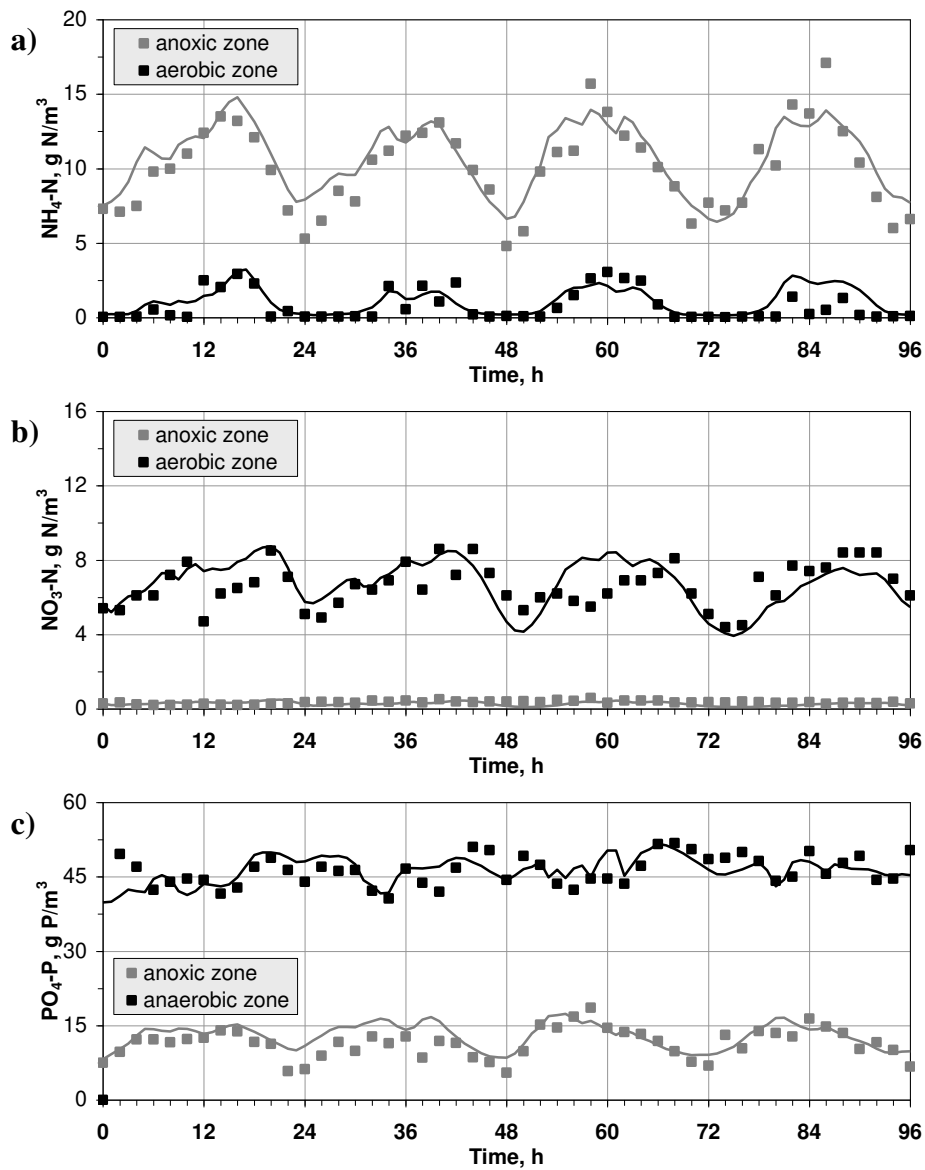 a)
NH₄-N, g N/m³
20
15
10
5
0
anoxic zone
aerobic zone
0 12 24 36 48 60 72 84 96
Time, h
b)
NO₃-N, g N/m³
16
12
8
4
0
anoxic zone
aerobic zone
0 12 24 36 48 60 72 84 96
Time, h
c)
PO₄-P, g P/m³
60
45
30
15
0
anoxic zone
anaerobic zone
0 12 24 36 48 60 72 84 96
Time, h